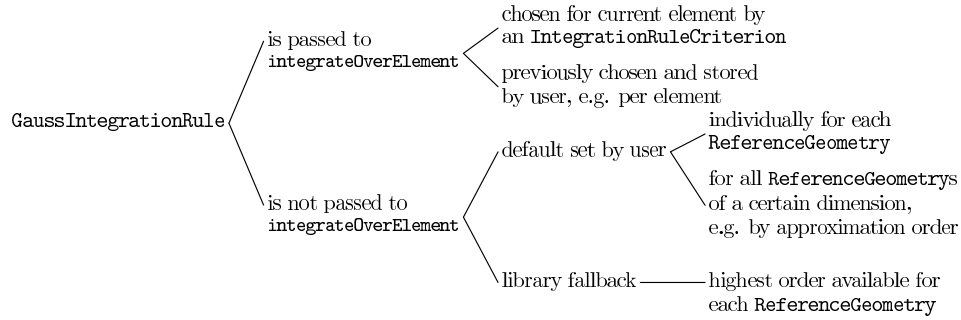 GaussIntegrationRule
is passed to
integrateOverElement
chosen for current element by
an IntegrationRuleCriterion
previously chosen and stored
by user, e.g. per element
is not passed to
integrateOverElement
default set by user
individually for each
ReferenceGeometry
for all ReferenceGeometrys
of a certain dimension,
e.g. by approximation order
library fallback
highest order available for
each ReferenceGeometry